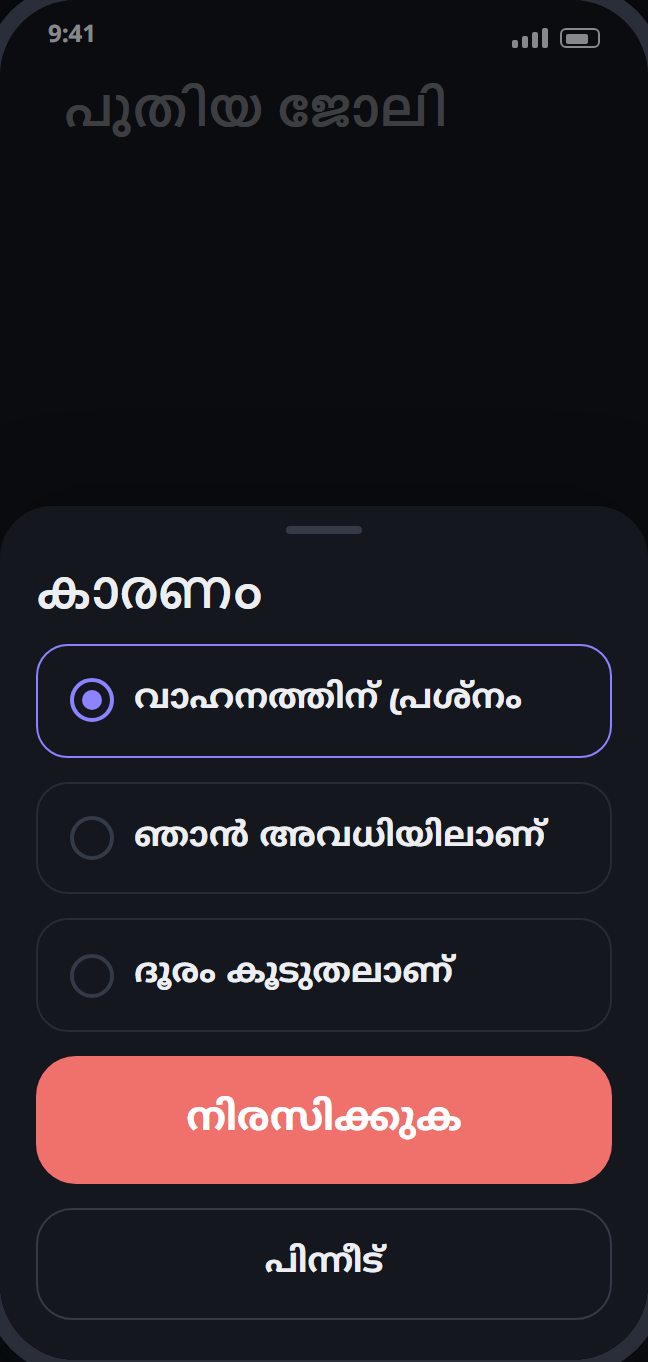 9:41
പുതിയ ജോലി
കാരണം
വാഹനത്തിന് പ്രശ്നം
ഞാൻ അവധിയിലാണ്
ദൂരം കൂടുതലാണ്
നിരസിക്കുക
പിന്നീട്